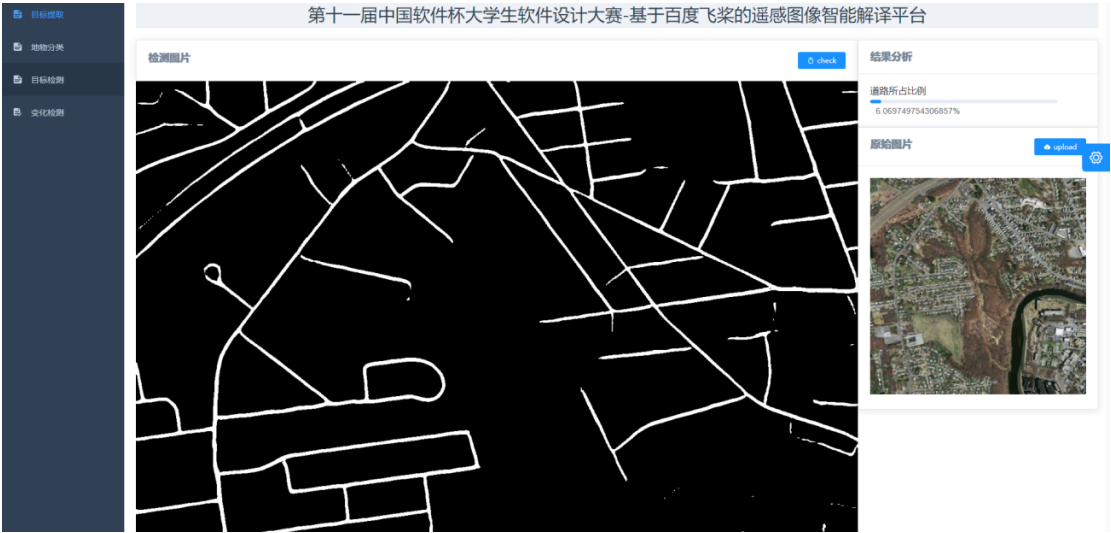 第十一届中国软件杯大学生软件设计大赛-基于百度飞桨的遥感图像智能解译平台
目标提取
地物分类
目标检测
变化检测
检测图片
check
结果分析
道路所占比例
6.069749754306857%
原始图片
upload